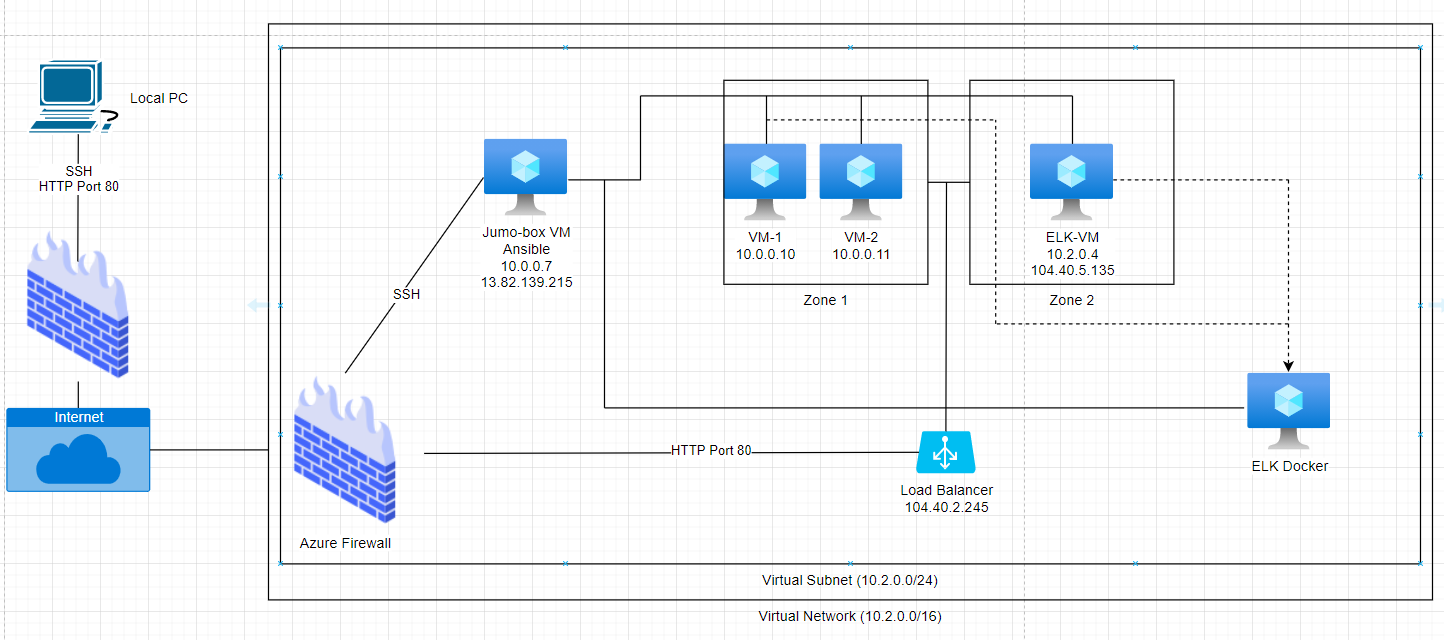 Local PC
SSH
HTTP Port 80
Internet
Azure Firewall
SSH
Jumo-box VM
Ansible
10.0.0.7
13.82.139.215
VM-1
10.0.0.10
VM-2
10.0.0.11
Zone 1
ELK-VM
10.2.0.4
104.40.5.135
Zone 2
HTTP Port 80
Load Balancer
104.40.2.245
ELK Docker
Virtual Subnet (10.2.0.0/24)
Virtual Network (10.2.0.0/16)